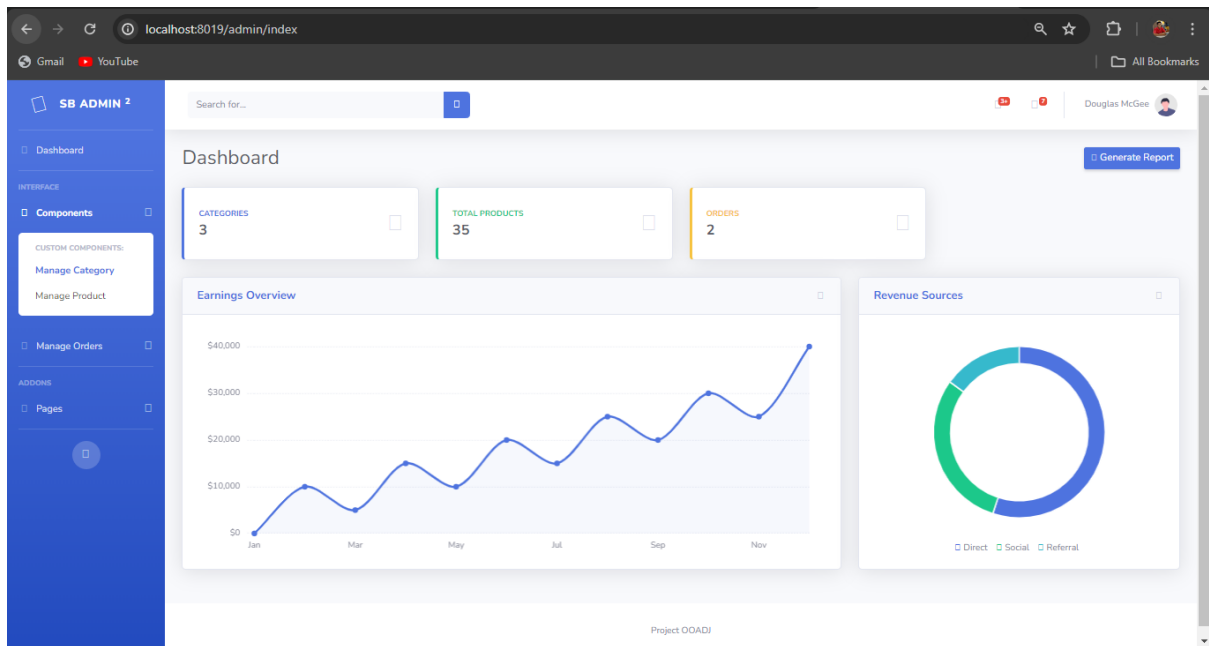 localhost:8019/admin/index
Gmail YouTube All Bookmarks
SB ADMIN 2
Search for...
3+ 7 Douglas McGee
Dashboard
Dashboard
Generate Report
INTERFACE
Components
CUSTOM COMPONENTS:
Manage Category
Manage Product
Manage Orders
ADDONS
Pages
CATEGORIES
3
TOTAL PRODUCTS
35
ORDERS
2
Earnings Overview
$40,000
$30,000
$20,000
$10,000
$0
Jan Mar May Jul Sep Nov
Revenue Sources
Direct Social Referral
Project OOADJ